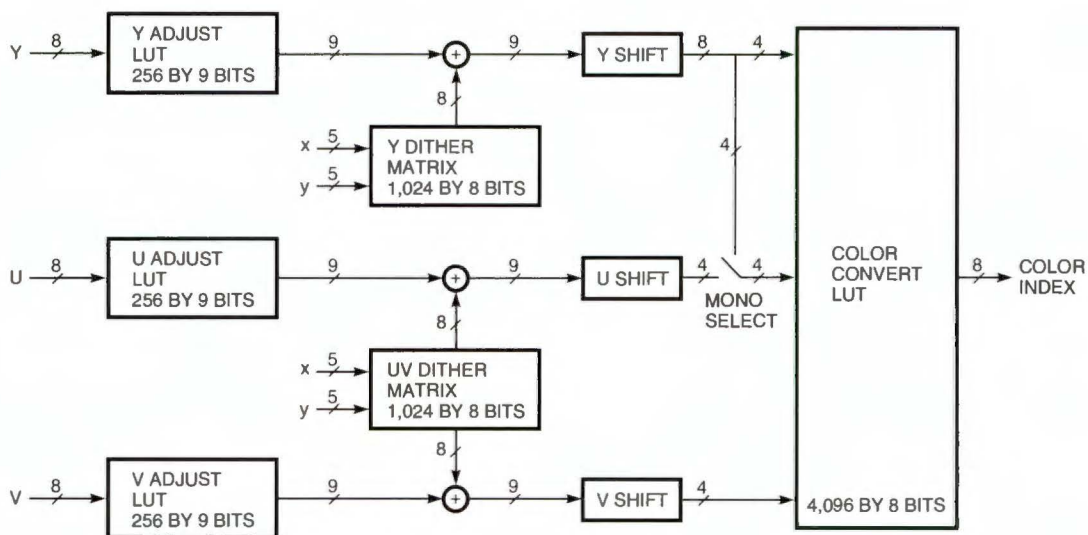 Y 8 Y ADJUST LUT 256 BY 9 BITS 9 + 9 Y SHIFT 8 4
8
x 5
y 5
Y DITHER
MATRIX
1,024 BY 8 BITS
4
U 8 U ADJUST LUT 256 BY 9 BITS 9 + 9 U SHIFT 4 4
MONO
SELECT
8
x 5
y 5
UV DITHER
MATRIX
1,024 BY 8 BITS
8
V 8 V ADJUST LUT 256 BY 9 BITS 9 + 9 V SHIFT 4
COLOR
CONVERT
LUT
4,096 BY 8 BITS
8
COLOR
INDEX